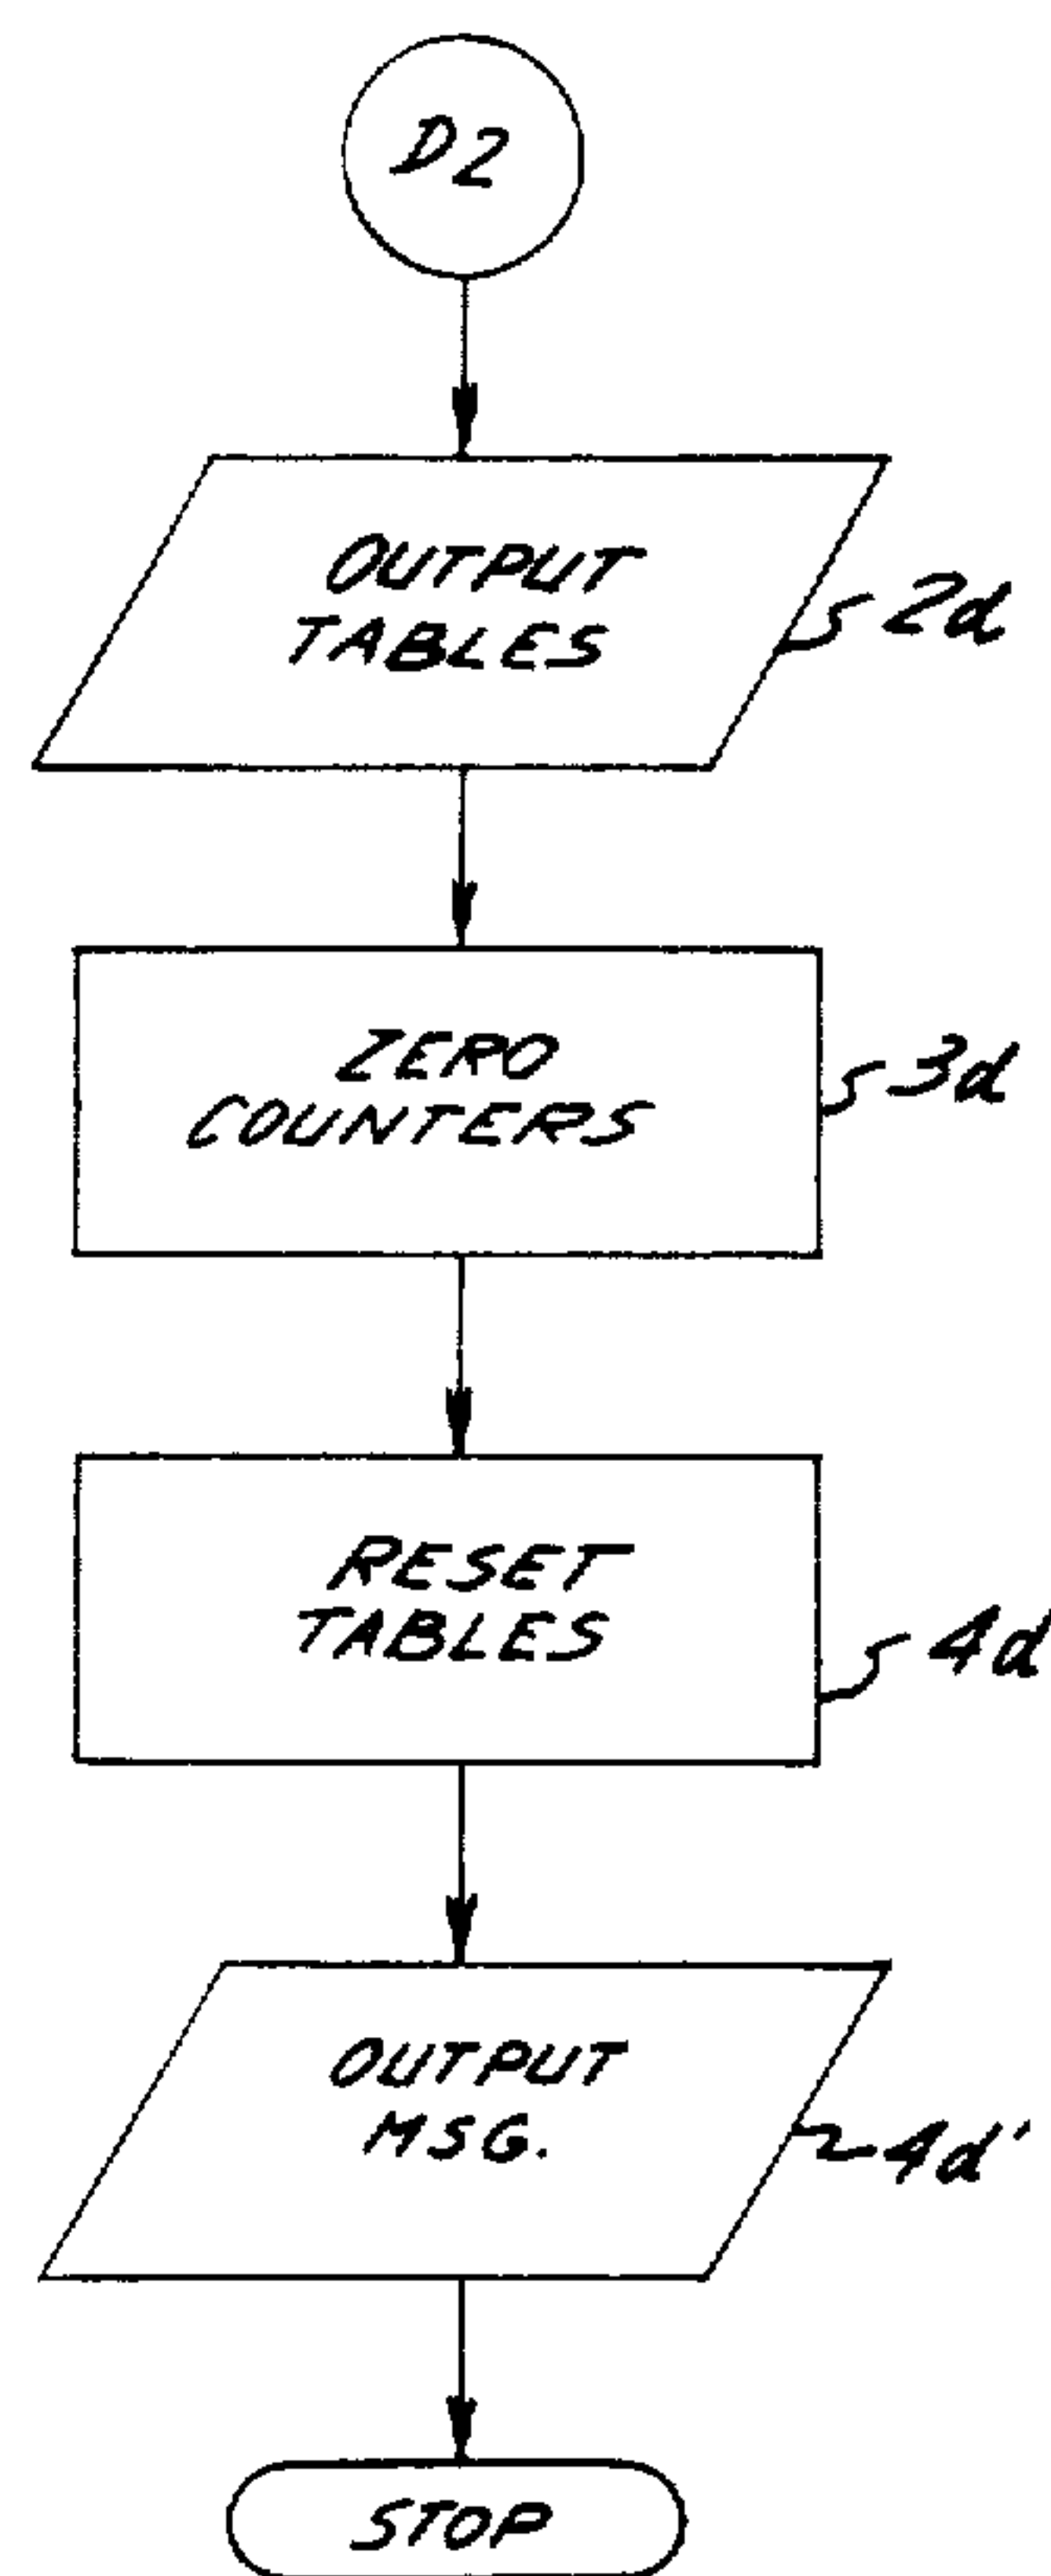 D2
OUTPUT
TABLES
2d
ZERO
COUNTERS
3d
RESET
TABLES
4d
OUTPUT
MSG.
4d'
STOP